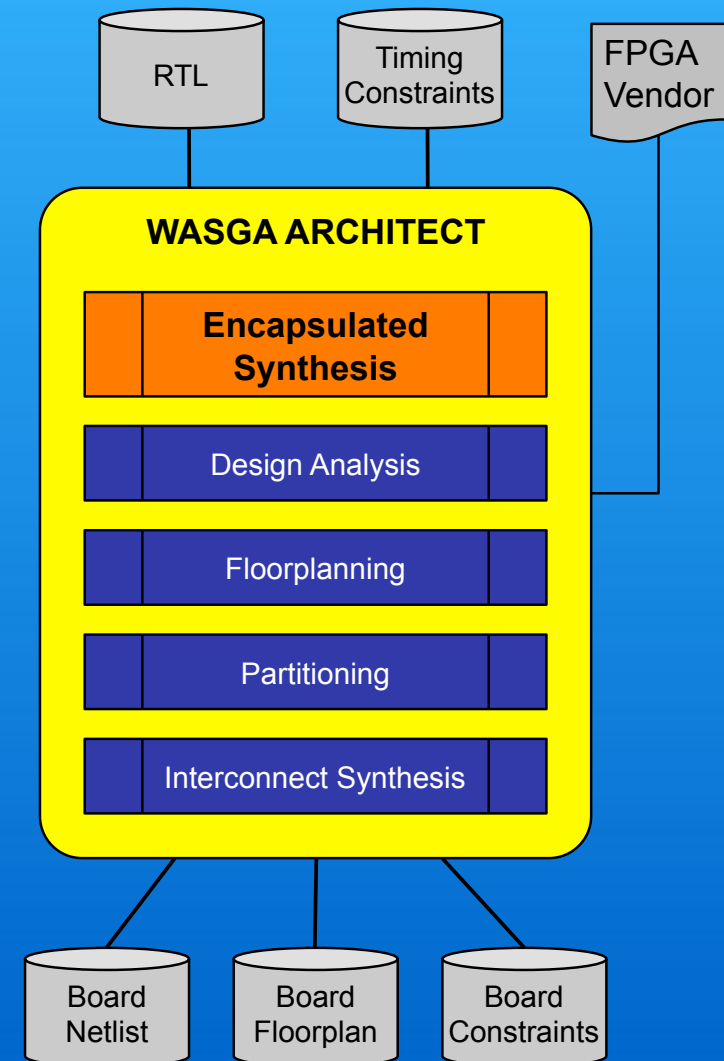 RTL
Timing
Constraints
FPGA
Vendor
WASGA ARCHITECT
Encapsulated
Synthesis
Design Analysis
Floorplanning
Partitioning
Interconnect Synthesis
Board
Netlist
Board
Floorplan
Board
Constraints